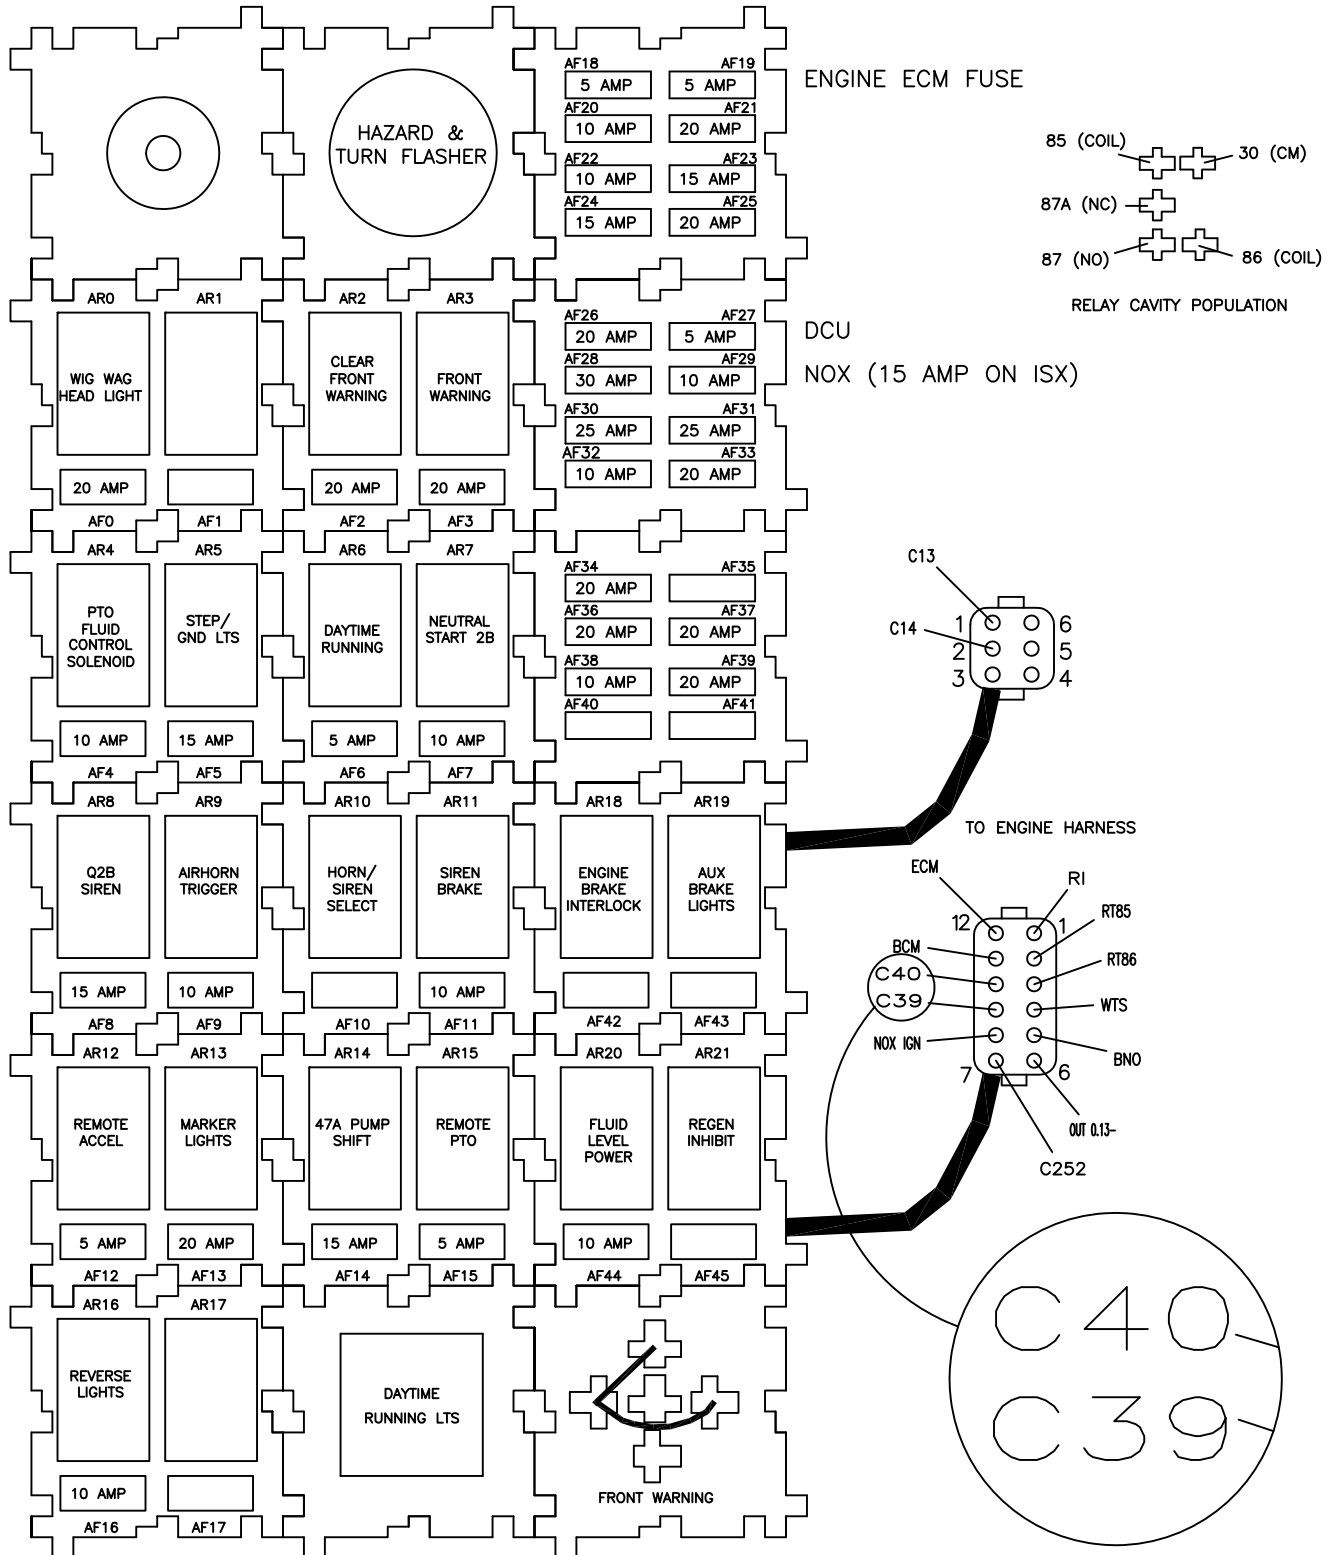 AF18 AF19
5 AMP 5 AMP
ENGINE ECM FUSE
HAZARD &
TURN FLASHER
AF20 AF21
10 AMP 20 AMP
AF22 AF23
10 AMP 15 AMP
AF24 AF25
15 AMP 20 AMP
85 (COIL)
30 (CM)
87A (NC)
87 (NO)
86 (COIL)
RELAY CAVITY POPULATION
AR0 AR1 AR2 AR3
WIG WAG
HEAD LIGHT
CLEAR
FRONT
WARNING
FRONT
WARNING
20 AMP 20 AMP 20 AMP
AF0 AF1 AF2 AF3
AF26 AF27
20 AMP 5 AMP
DCU
AF28 AF29
30 AMP 10 AMP
NOX (15 AMP ON ISX)
AF30 AF31
25 AMP 25 AMP
AF32 AF33
10 AMP 20 AMP
AR4 AR5 AR6 AR7
PTO
FLUID
CONTROL
SOLENOID
STEP/
GND LTS
DAYTIME
RUNNING
NEUTRAL
START 2B
10 AMP 15 AMP 5 AMP 10 AMP
AF4 AF5 AF6 AF7
AF34 AF35
20 AMP
AF36 AF37
20 AMP 20 AMP
AF38 AF39
10 AMP 20 AMP
AF40 AF41
C13
C14
1 6
2 5
3 4
AR8 AR9 AR10 AR11 AR18 AR19
Q2B
SIREN
AIRHORN
TRIGGER
HORN/
SIREN
SELECT
SIREN
BRAKE
ENGINE
BRAKE
INTERLOCK
AUX
BRAKE
LIGHTS
15 AMP 10 AMP 10 AMP
AF8 AF9 AF10 AF11 AF42 AF43
TO ENGINE HARNESS
ECM
RI
12 1
RT85
BCM
RT86
C40
C39
WTS
NOX IGN
BNO
7 6
OUT 0.13-
C252
AR12 AR13 AR14 AR15 AR20 AR21
REMOTE
ACCEL
MARKER
LIGHTS
47A PUMP
SHIFT
REMOTE
PTO
FLUID
LEVEL
POWER
REGEN
INHIBIT
5 AMP 20 AMP 15 AMP 5 AMP 10 AMP
AF12 AF13 AF14 AF15 AF44 AF45
AR16 AR17
REVERSE
LIGHTS
DAYTIME
RUNNING LTS
10 AMP
AF16 AF17
FRONT WARNING
C40
C39